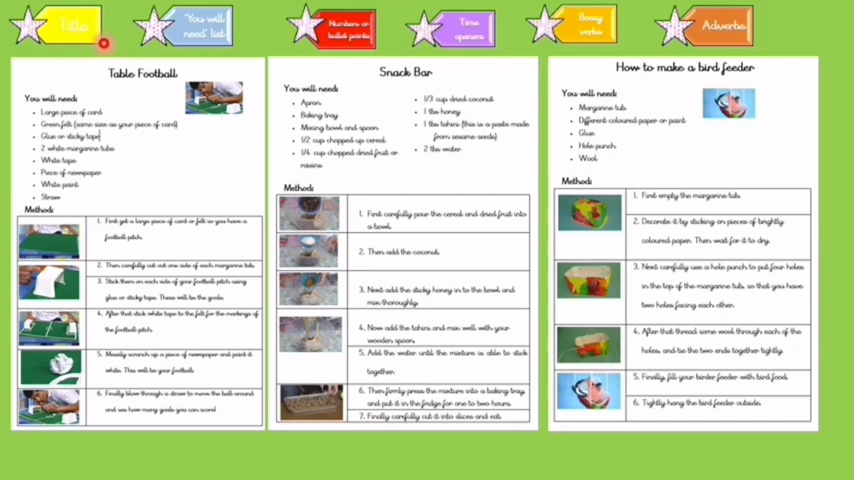 Title
'You will
need' list
Numbers or
bullet points
Time
openers
Bossy
verbs
Adverbs
Table Football
You will need:
Large piece of card
Green felt (same size as your piece of card)
Glue or sticky tape
2 white margarine tubs
White tape
Piece of newspaper
White paint
Straw
Method:
1. First get a large piece of card or felt so you have a
football pitch.
2. Then carefully cut out one side of each margarine tub.
3. Stick them on each side of your football pitch using
glue or sticky tape. These will be the goals.
4. After that stick white tape to the felt for the markings of
the football pitch.
5. Messily scrunch up a piece of newspaper and paint it
white. This will be your football.
6. Finally blow through a straw to move the ball around
and see how many goals you can score!
Snack Bar
You will need:
Apron
Baking tray
Mixing bowl and spoon
1/2 cup chopped up cereal
1/4 cup chopped dried fruit or
raisins
1/3 cup dried coconut
1 tbs honey
1 tbs tahini (this is a paste made
from sesame seeds)
2 tbs water
Method:
1. First carefully pour the cereal and dried fruit into
a bowl.
2. Then add the coconut.
3. Next add the sticky honey in to the bowl and
mix thoroughly.
4. Now add the tahini and mix well with your
wooden spoon.
5. Add the water until the mixture is able to stick
together.
6. Then firmly press the mixture into a baking tray
and put it in the fridge for one to two hours.
7. Finally carefully cut it into slices and eat.
How to make a bird feeder
You will need:
Margarine tub
Different coloured paper or paint
Glue
Hole punch
Wool
Method:
1. First empty the margarine tub.
2. Decorate it by sticking on pieces of brightly
coloured paper. Then wait for it to dry.
3. Next carefully use a hole punch to put four holes
in the top of the margarine tub, so that you have
two holes facing each other.
4. After that thread some wool through each of the
holes, and tie the two ends together tightly.
5. Finally, fill your birder feeder with bird food.
6. Tightly hang the bird feeder outside.